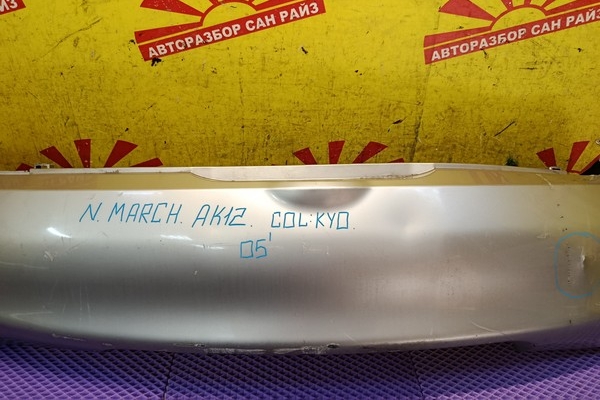 АВТОРАЗБОР САН РАЙЗ
АВТОРАЗБОР САН РАЙЗ
N. MARCH. AK12. COL:KY0.
05'